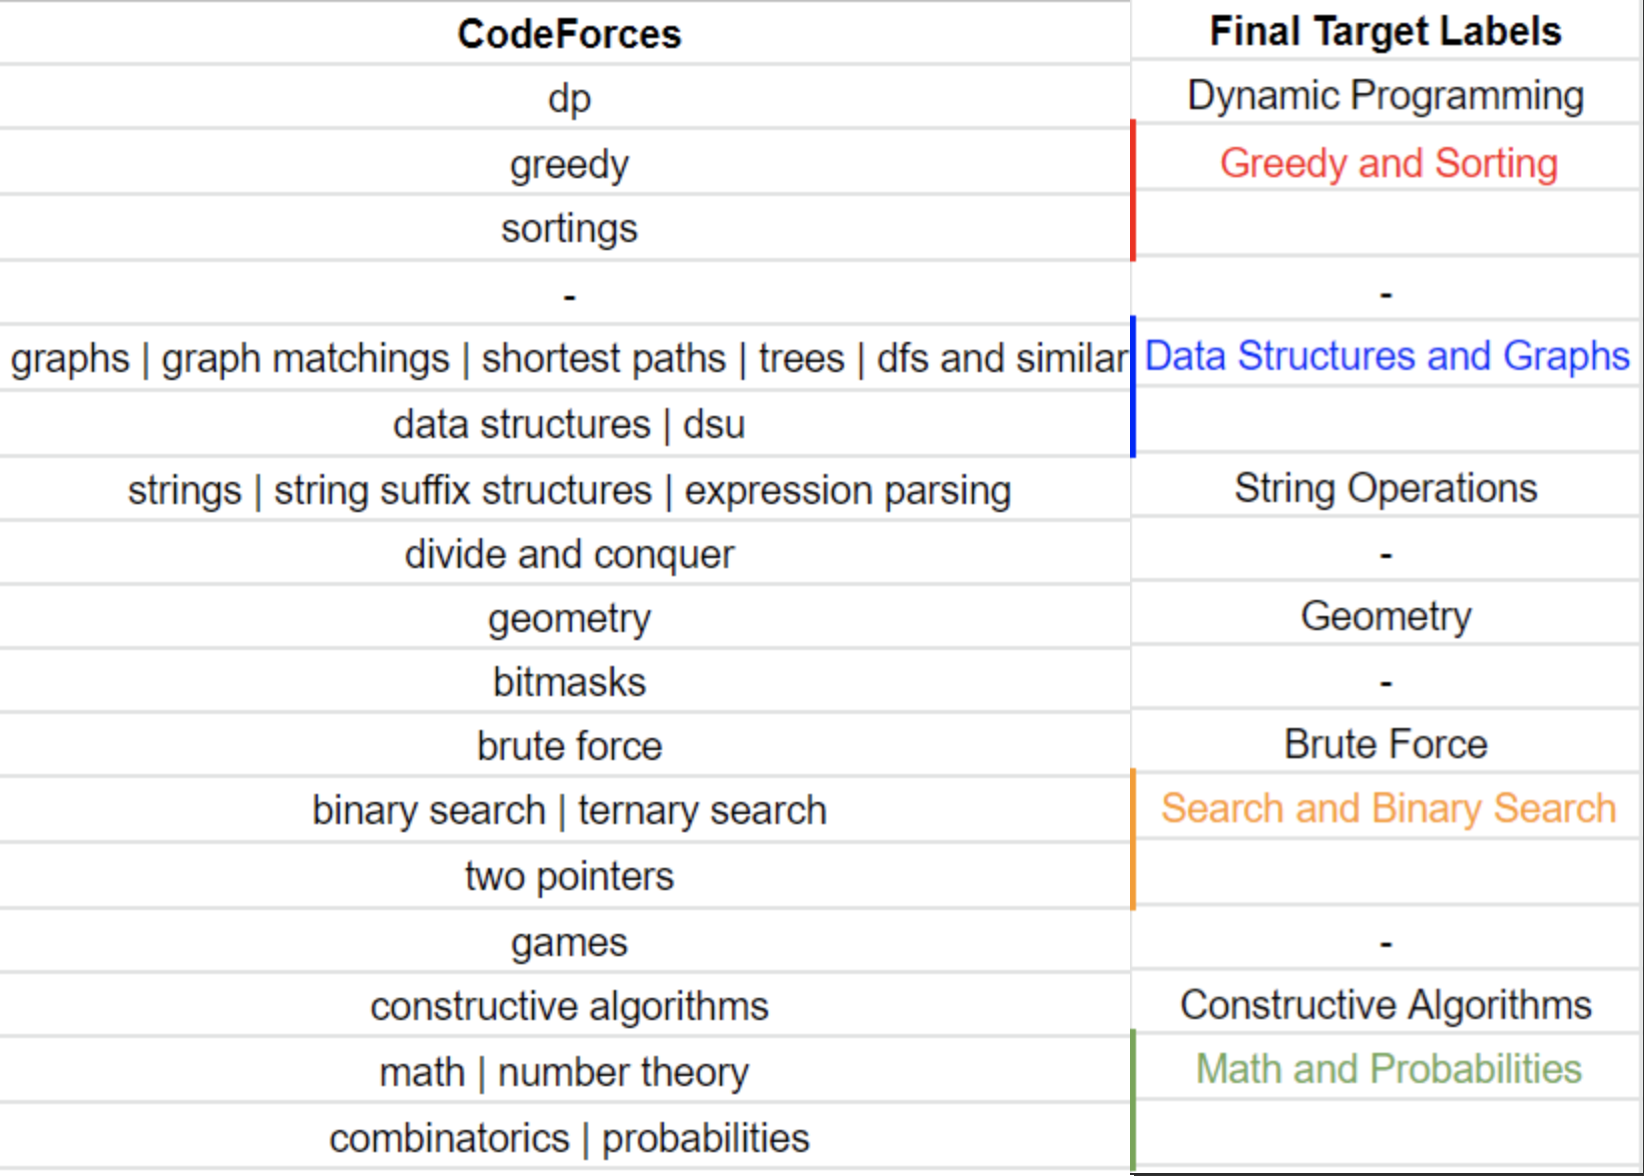 CodeForces Final Target Labels
dp Dynamic Programming
greedy Greedy and Sorting
sortings
- -
graphs | graph matchings | shortest paths | trees | dfs and similar Data Structures and Graphs
data structures | dsu
strings | string suffix structures | expression parsing String Operations
divide and conquer -
geometry Geometry
bitmasks -
brute force Brute Force
binary search | ternary search Search and Binary Search
two pointers
games -
constructive algorithms Constructive Algorithms
math | number theory Math and Probabilities
combinatorics | probabilities